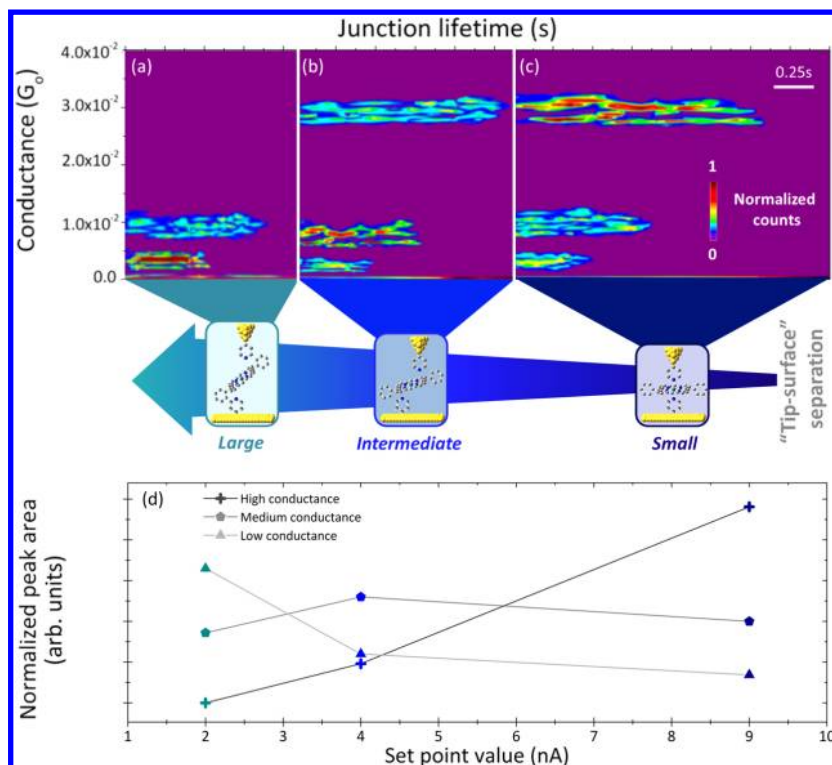 Junction lifetime (s)
Conductance (G₀)
4.0x10⁻²
3.0x10⁻²
2.0x10⁻²
1.0x10⁻²
0.0
(a)
(b)
(c)
0.25s
1
Normalized
counts
0
Large
Intermediate
Small
"Tip-surface"
separation
Normalized peak area
(arb. units)
(d)
High conductance
Medium conductance
Low conductance
1 2 3 4 5 6 7 8 9 10
Set point value (nA)